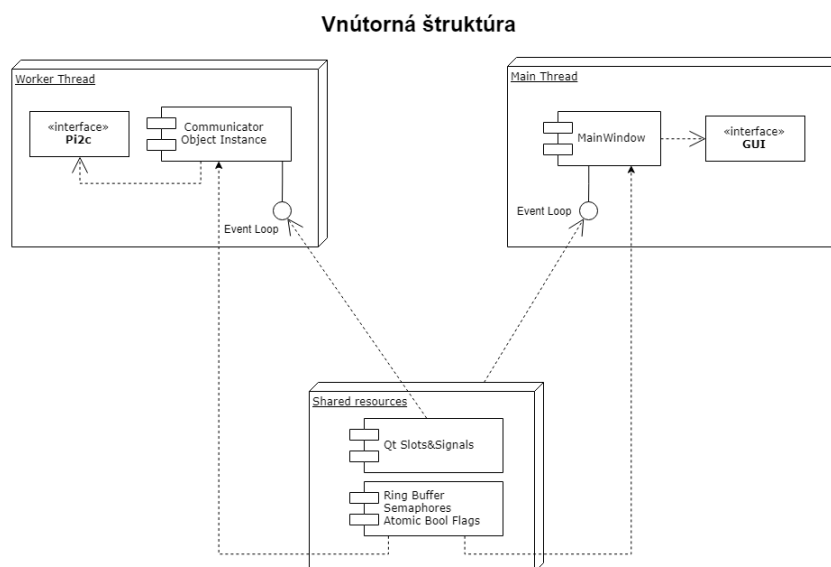 Vnútorná štruktúra
Worker Thread
«interface»
Pi2c
Communicator
Object Instance
Event Loop
Main Thread
MainWindow
«interface»
GUI
Event Loop
Shared resources
Qt Slots&Signals
Ring Buffer
Semaphores
Atomic Bool Flags